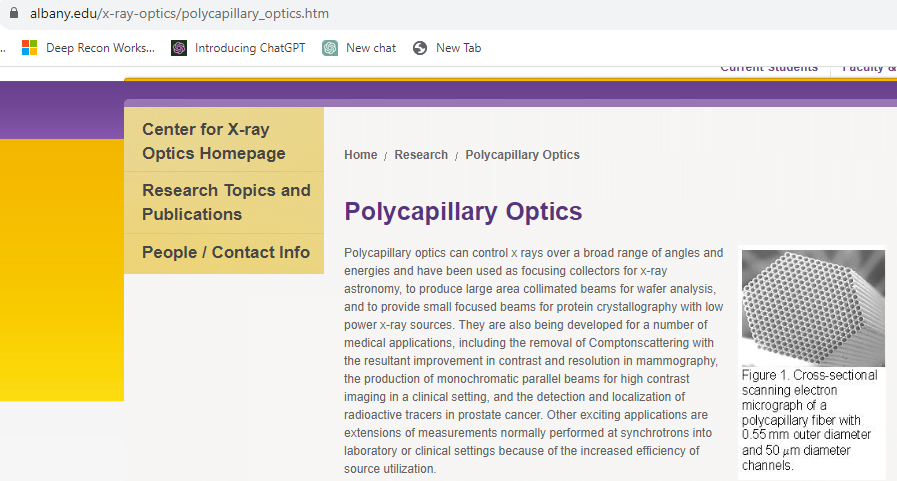 albany.edu/x-ray-optics/polycapillary_optics.htm
Deep Recon Works... Introducing ChatGPT New chat New Tab
Current Students Faculty &
Center for X-ray
Optics Homepage
Research Topics and
Publications
People / Contact Info
Home / Research / Polycapillary Optics
Polycapillary Optics
Polycapillary optics can control x rays over a broad range of angles and
energies and have been used as focusing collectors for x-ray
astronomy, to produce large area collimated beams for wafer analysis,
and to provide small focused beams for protein crystallography with low
power x-ray sources. They are also being developed for a number of
medical applications, including the removal of Comptonscattering with
the resultant improvement in contrast and resolution in mammography,
the production of monochromatic parallel beams for high contrast
imaging in a clinical setting, and the detection and localization of
radioactive tracers in prostate cancer. Other exciting applications are
extensions of measurements normally performed at synchrotrons into
laboratory or clinical settings because of the increased efficiency of
source utilization.
Figure 1. Cross-sectional
scanning electron
micrograph of a
polycapillary fiber with
0.55 mm outer diameter
and 50 μm diameter
channels.